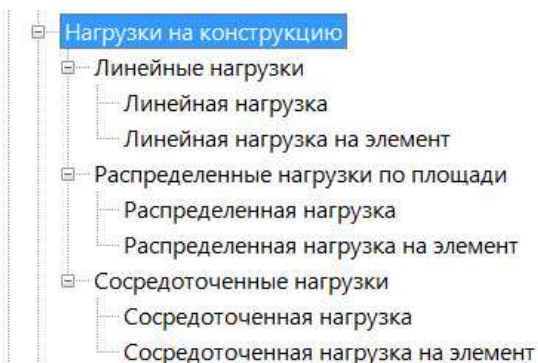 Нагрузки на конструкцию
Линейные нагрузки
Линейная нагрузка
Линейная нагрузка на элемент
Распределенные нагрузки по площади
Распределенная нагрузка
Распределенная нагрузка на элемент
Сосредоточенные нагрузки
Сосредоточенная нагрузка
Сосредоточенная нагрузка на элемент